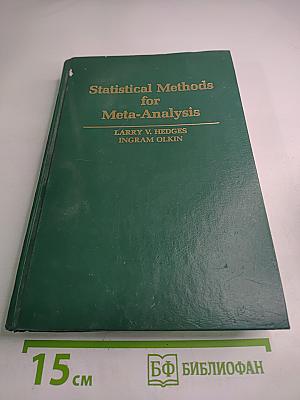 Statistical Methods
for
Meta-Analysis
LARRY V. HEDGES
INGRAM OLKIN
15 см
БФ БИБЛИОФАН